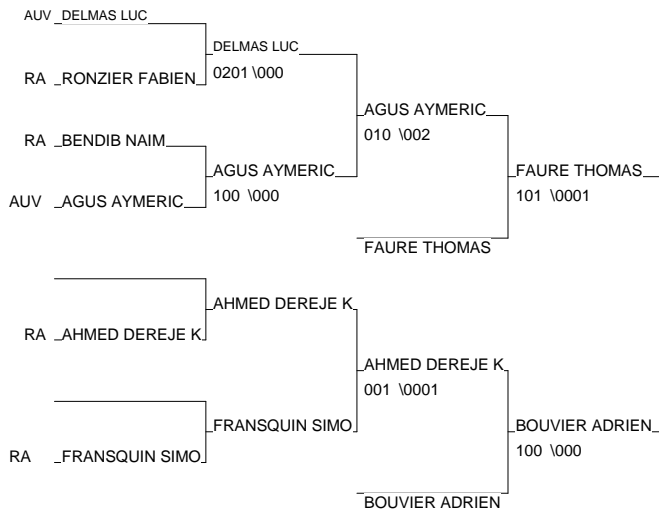 AUV DELMAS LUC
DELMAS LUC
0201 \000
RA RONZIER FABIEN
AGUS AYMERIC
010 \002
RA BENDIB NAIM
AGUS AYMERIC
100 \000
FAURE THOMAS
101 \0001
AUV AGUS AYMERIC
FAURE THOMAS
AHMED DEREJE K
RA AHMED DEREJE K
AHMED DEREJE K
001 \0001
FRANSQUIN SIMO
BOUVIER ADRIEN
100 \000
RA FRANSQUIN SIMO
BOUVIER ADRIEN